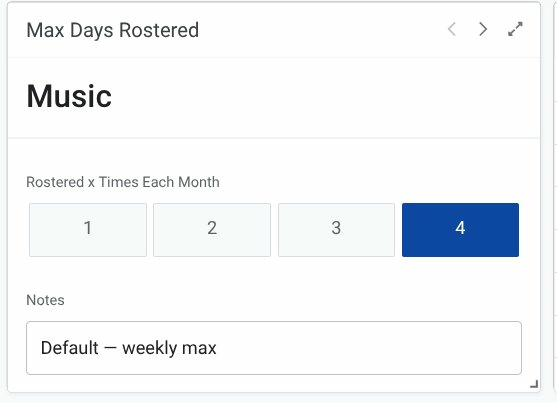 Max Days Rostered
Music
Rostered x Times Each Month
1 2 3 4
Notes
Default — weekly max